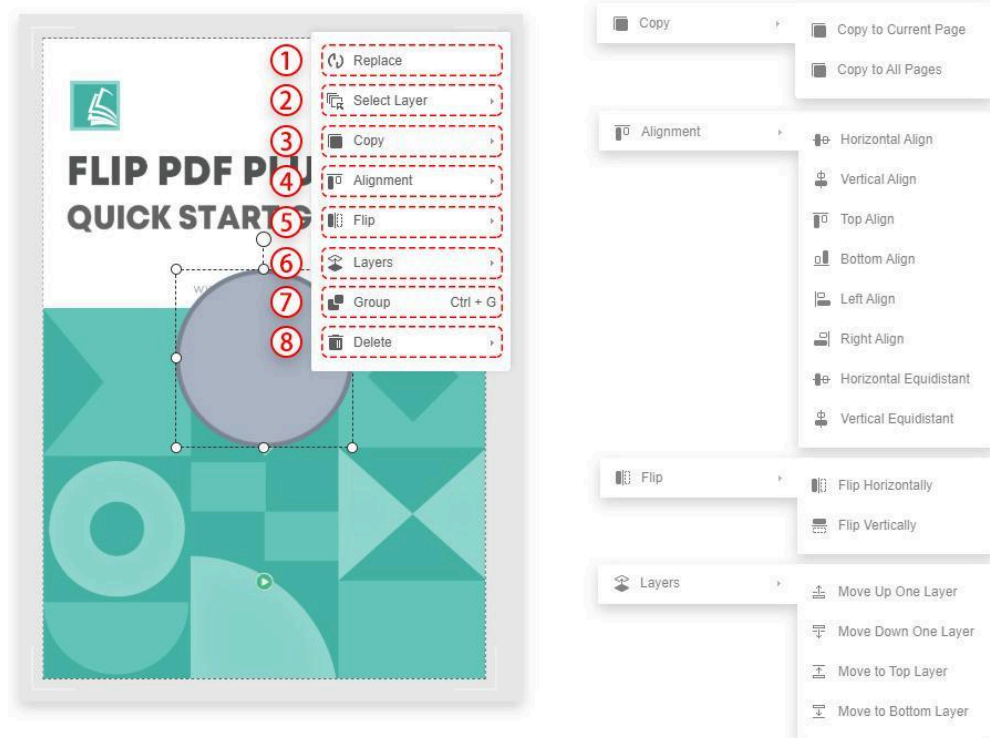 FLIP PDF PLU
QUICK START G
① Replace
② Select Layer
③ Copy
④ Alignment
⑤ Flip
⑥ Layers
⑦ Group Ctrl + G
⑧ Delete
Copy
Copy to Current Page
Copy to All Pages
Alignment
Horizontal Align
Vertical Align
Top Align
Bottom Align
Left Align
Right Align
Horizontal Equidistant
Vertical Equidistant
Flip
Flip Horizontally
Flip Vertically
Layers
Move Up One Layer
Move Down One Layer
Move to Top Layer
Move to Bottom Layer